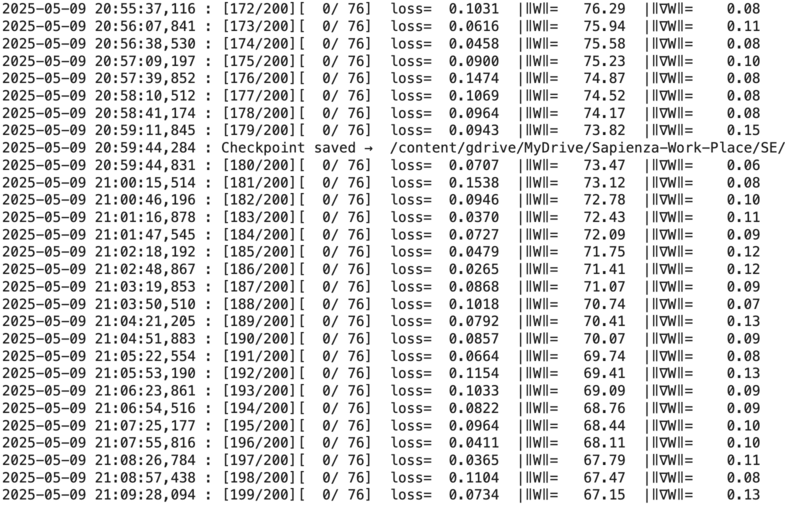 2025-05-09 20:55:37,116 : [172/200][  0/ 76]  loss=  0.1031  |‖W‖=   76.29  |‖∇W‖=    0.08
2025-05-09 20:56:07,841 : [173/200][  0/ 76]  loss=  0.0616  |‖W‖=   75.94  |‖∇W‖=    0.11
2025-05-09 20:56:38,530 : [174/200][  0/ 76]  loss=  0.0458  |‖W‖=   75.58  |‖∇W‖=    0.08
2025-05-09 20:57:09,197 : [175/200][  0/ 76]  loss=  0.0900  |‖W‖=   75.23  |‖∇W‖=    0.10
2025-05-09 20:57:39,852 : [176/200][  0/ 76]  loss=  0.1474  |‖W‖=   74.87  |‖∇W‖=    0.08
2025-05-09 20:58:10,512 : [177/200][  0/ 76]  loss=  0.1069  |‖W‖=   74.52  |‖∇W‖=    0.08
2025-05-09 20:58:41,174 : [178/200][  0/ 76]  loss=  0.0964  |‖W‖=   74.17  |‖∇W‖=    0.08
2025-05-09 20:59:11,845 : [179/200][  0/ 76]  loss=  0.0943  |‖W‖=   73.82  |‖∇W‖=    0.15
2025-05-09 20:59:44,284 : Checkpoint saved →  /content/gdrive/MyDrive/Sapienza-Work-Place/SE/
2025-05-09 20:59:44,831 : [180/200][  0/ 76]  loss=  0.0707  |‖W‖=   73.47  |‖∇W‖=    0.06
2025-05-09 21:00:15,514 : [181/200][  0/ 76]  loss=  0.1538  |‖W‖=   73.12  |‖∇W‖=    0.08
2025-05-09 21:00:46,196 : [182/200][  0/ 76]  loss=  0.0946  |‖W‖=   72.78  |‖∇W‖=    0.10
2025-05-09 21:01:16,878 : [183/200][  0/ 76]  loss=  0.0370  |‖W‖=   72.43  |‖∇W‖=    0.11
2025-05-09 21:01:47,545 : [184/200][  0/ 76]  loss=  0.0727  |‖W‖=   72.09  |‖∇W‖=    0.09
2025-05-09 21:02:18,192 : [185/200][  0/ 76]  loss=  0.0479  |‖W‖=   71.75  |‖∇W‖=    0.12
2025-05-09 21:02:48,867 : [186/200][  0/ 76]  loss=  0.0265  |‖W‖=   71.41  |‖∇W‖=    0.12
2025-05-09 21:03:19,853 : [187/200][  0/ 76]  loss=  0.0868  |‖W‖=   71.07  |‖∇W‖=    0.09
2025-05-09 21:03:50,510 : [188/200][  0/ 76]  loss=  0.1018  |‖W‖=   70.74  |‖∇W‖=    0.07
2025-05-09 21:04:21,205 : [189/200][  0/ 76]  loss=  0.0792  |‖W‖=   70.41  |‖∇W‖=    0.13
2025-05-09 21:04:51,883 : [190/200][  0/ 76]  loss=  0.0857  |‖W‖=   70.07  |‖∇W‖=    0.09
2025-05-09 21:05:22,554 : [191/200][  0/ 76]  loss=  0.0664  |‖W‖=   69.74  |‖∇W‖=    0.08
2025-05-09 21:05:53,190 : [192/200][  0/ 76]  loss=  0.1154  |‖W‖=   69.41  |‖∇W‖=    0.13
2025-05-09 21:06:23,861 : [193/200][  0/ 76]  loss=  0.1033  |‖W‖=   69.09  |‖∇W‖=    0.09
2025-05-09 21:06:54,516 : [194/200][  0/ 76]  loss=  0.0822  |‖W‖=   68.76  |‖∇W‖=    0.09
2025-05-09 21:07:25,177 : [195/200][  0/ 76]  loss=  0.0964  |‖W‖=   68.44  |‖∇W‖=    0.10
2025-05-09 21:07:55,816 : [196/200][  0/ 76]  loss=  0.0411  |‖W‖=   68.11  |‖∇W‖=    0.10
2025-05-09 21:08:26,784 : [197/200][  0/ 76]  loss=  0.0365  |‖W‖=   67.79  |‖∇W‖=    0.11
2025-05-09 21:08:57,438 : [198/200][  0/ 76]  loss=  0.1104  |‖W‖=   67.47  |‖∇W‖=    0.08
2025-05-09 21:09:28,094 : [199/200][  0/ 76]  loss=  0.0734  |‖W‖=   67.15  |‖∇W‖=    0.13